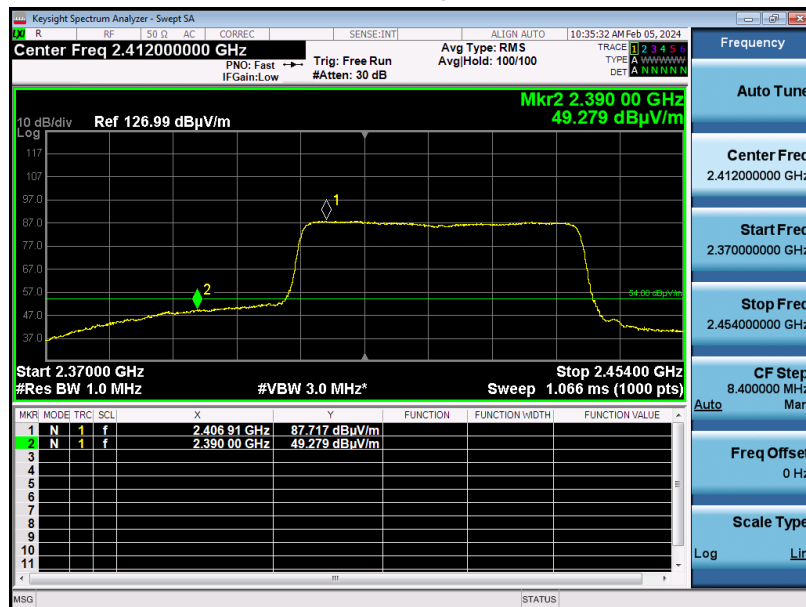 Keysight Spectrum Analyzer - Swept SA
LXI R RF 50 Ω AC CORREC SENSE:INT ALIGN AUTO 10:35:32 AM Feb 05, 2024
Center Freq 2.412000000 GHz
PNO: Fast
IFGain:Low
Trig: Free Run
#Atten: 30 dB
Avg Type: RMS
Avg|Hold: 100/100
TRACE 1 2 3 4 5 6
TYPE A WWWWW
DET A N N N N N
Mkr2 2.390 00 GHz
49.279 dBµV/m
10 dB/div
Log
Ref 126.99 dBµV/m
117
107
97.0
87.0
77.0
67.0
57.0
47.0
37.0
1
2
54.00 dBµV/m
Start 2.37000 GHz
Stop 2.45400 GHz
#Res BW 1.0 MHz
#VBW 3.0 MHz*
Sweep 1.066 ms (1000 pts)
MKR MODE TRC SCL X Y FUNCTION FUNCTION WIDTH FUNCTION VALUE
1 N 1 f 2.406 91 GHz 87.717 dBµV/m
2 N 1 f 2.390 00 GHz 49.279 dBµV/m
3
4
5
6
7
8
9
10
11
MSG
STATUS
Frequency
Auto Tune
Center Freq
2.412000000 GHz
Start Freq
2.370000000 GHz
Stop Freq
2.454000000 GHz
CF Step
8.400000 MHz
Auto Man
Freq Offset
0 Hz
Scale Type
Log Lin